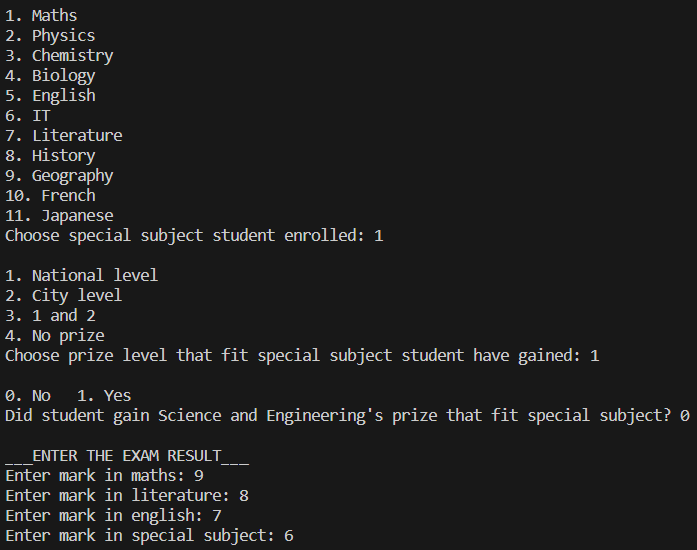 1. Maths
2. Physics
3. Chemistry
4. Biology
5. English
6. IT
7. Literature
8. History
9. Geography
10. French
11. Japanese
Choose special subject student enrolled: 1
1. National level
2. City level
3. 1 and 2
4. No prize
Choose prize level that fit special subject student have gained: 1
0. No   1. Yes
Did student gain Science and Engineering's prize that fit special subject? 0
___ENTER THE EXAM RESULT___
Enter mark in maths: 9
Enter mark in literature: 8
Enter mark in english: 7
Enter mark in special subject: 6